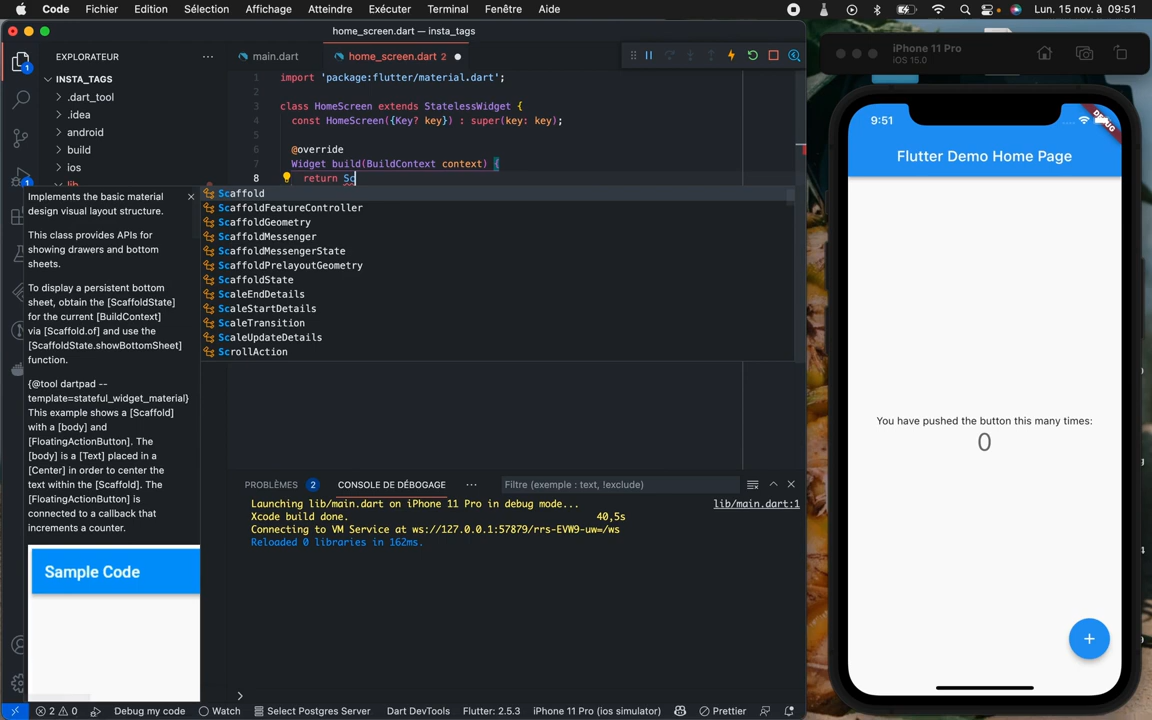 Code Fichier Edition Sélection Affichage Atteindre Exécuter Terminal Fenêtre Aide Lun. 15 nov. à 09:51
home_screen.dart — insta_tags
EXPLORATEUR
main.dart
home_screen.dart 2
INSTA_TAGS
.dart_tool
.idea
android
build
ios
lib
1 import 'package:flutter/material.dart';
2
3 class HomeScreen extends StatelessWidget {
4 const HomeScreen({Key? key}) : super(key: key);
5
6 @override
7 Widget build(BuildContext context) {
8 return Sc
Scaffold
ScaffoldFeatureController
ScaffoldGeometry
ScaffoldMessenger
ScaffoldMessengerState
ScaffoldPrelayoutGeometry
ScaffoldState
ScaleEndDetails
ScaleStartDetails
ScaleTransition
ScaleUpdateDetails
ScrollAction
Implements the basic material
design visual layout structure.
This class provides APIs for
showing drawers and bottom
sheets.
To display a persistent bottom
sheet, obtain the [ScaffoldState]
for the current [BuildContext]
via [Scaffold.of] and use the
[ScaffoldState.showBottomSheet]
function.
{@tool dartpad --
template=stateful_widget_material}
This example shows a [Scaffold]
with a [body] and
[FloatingActionButton]. The
[body] is a [Text] placed in a
[Center] in order to center the
text within the [Scaffold]. The
[FloatingActionButton] is
connected to a callback that
increments a counter.
Sample Code
PROBLÈMES 2 CONSOLE DE DÉBOGAGE ··· Filtre (exemple : text, !exclude)
Launching lib/main.dart on iPhone 11 Pro in debug mode... lib/main.dart:1
Xcode build done. 40,5s
Connecting to VM Service at ws://127.0.0.1:57879/rrs-EVW9-uw=/ws
Reloaded 0 libraries in 162ms.
2 0 Debug my code Watch Select Postgres Server Dart DevTools Flutter: 2.5.3 iPhone 11 Pro (ios simulator) Prettier
iPhone 11 Pro
iOS 15.0
9:51
DEBUG
Flutter Demo Home Page
You have pushed the button this many times:
0
+